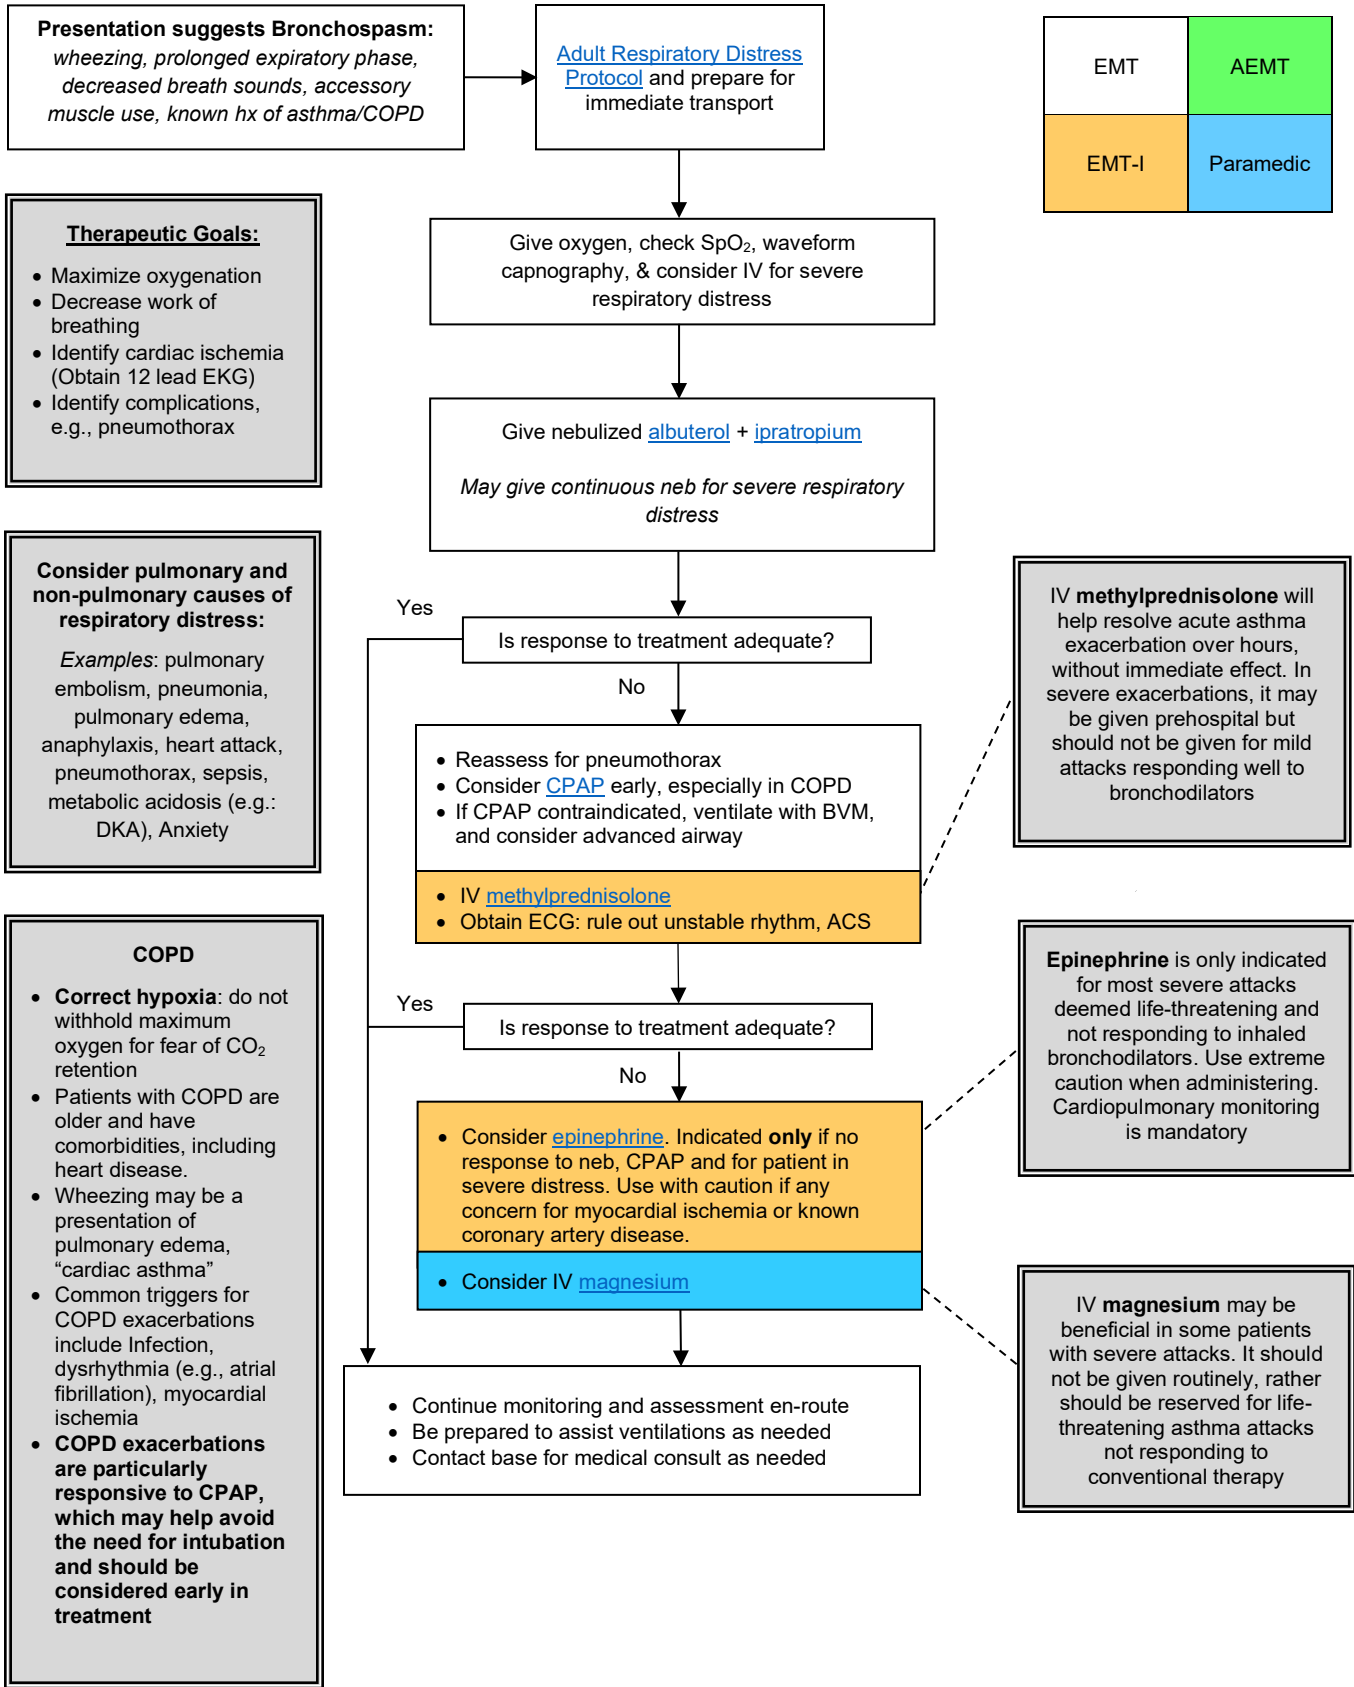 Presentation suggests Bronchospasm:
wheezing, prolonged expiratory phase,
decreased breath sounds, accessory
muscle use, known hx of asthma/COPD
Adult Respiratory Distress
Protocol and prepare for
immediate transport
EMT
AEMT
EMT-I
Paramedic
Therapeutic Goals:
• Maximize oxygenation
• Decrease work of
breathing
• Identify cardiac ischemia
(Obtain 12 lead EKG)
• Identify complications,
e.g., pneumothorax
Give oxygen, check SpO₂, waveform
capnography, & consider IV for severe
respiratory distress
Give nebulized albuterol + ipratropium
May give continuous neb for severe respiratory
distress
Consider pulmonary and
non-pulmonary causes of
respiratory distress:
Examples: pulmonary
embolism, pneumonia,
pulmonary edema,
anaphylaxis, heart attack,
pneumothorax, sepsis,
metabolic acidosis (e.g.:
DKA), Anxiety
Yes
Is response to treatment adequate?
No
IV methylprednisolone will
help resolve acute asthma
exacerbation over hours,
without immediate effect. In
severe exacerbations, it may
be given prehospital but
should not be given for mild
attacks responding well to
bronchodilators
• Reassess for pneumothorax
• Consider CPAP early, especially in COPD
• If CPAP contraindicated, ventilate with BVM,
and consider advanced airway
• IV methylprednisolone
• Obtain ECG: rule out unstable rhythm, ACS
COPD
• Correct hypoxia: do not
withhold maximum
oxygen for fear of CO₂
retention
• Patients with COPD are
older and have
comorbidities, including
heart disease.
• Wheezing may be a
presentation of
pulmonary edema,
“cardiac asthma”
• Common triggers for
COPD exacerbations
include Infection,
dysrhythmia (e.g., atrial
fibrillation), myocardial
ischemia
• COPD exacerbations
are particularly
responsive to CPAP,
which may help avoid
the need for intubation
and should be
considered early in
treatment
Yes
Is response to treatment adequate?
No
Epinephrine is only indicated
for most severe attacks
deemed life-threatening and
not responding to inhaled
bronchodilators. Use extreme
caution when administering.
Cardiopulmonary monitoring
is mandatory
• Consider epinephrine. Indicated only if no
response to neb, CPAP and for patient in
severe distress. Use with caution if any
concern for myocardial ischemia or known
coronary artery disease.
• Consider IV magnesium
IV magnesium may be
beneficial in some patients
with severe attacks. It should
not be given routinely, rather
should be reserved for life-
threatening asthma attacks
not responding to
conventional therapy
• Continue monitoring and assessment en-route
• Be prepared to assist ventilations as needed
• Contact base for medical consult as needed